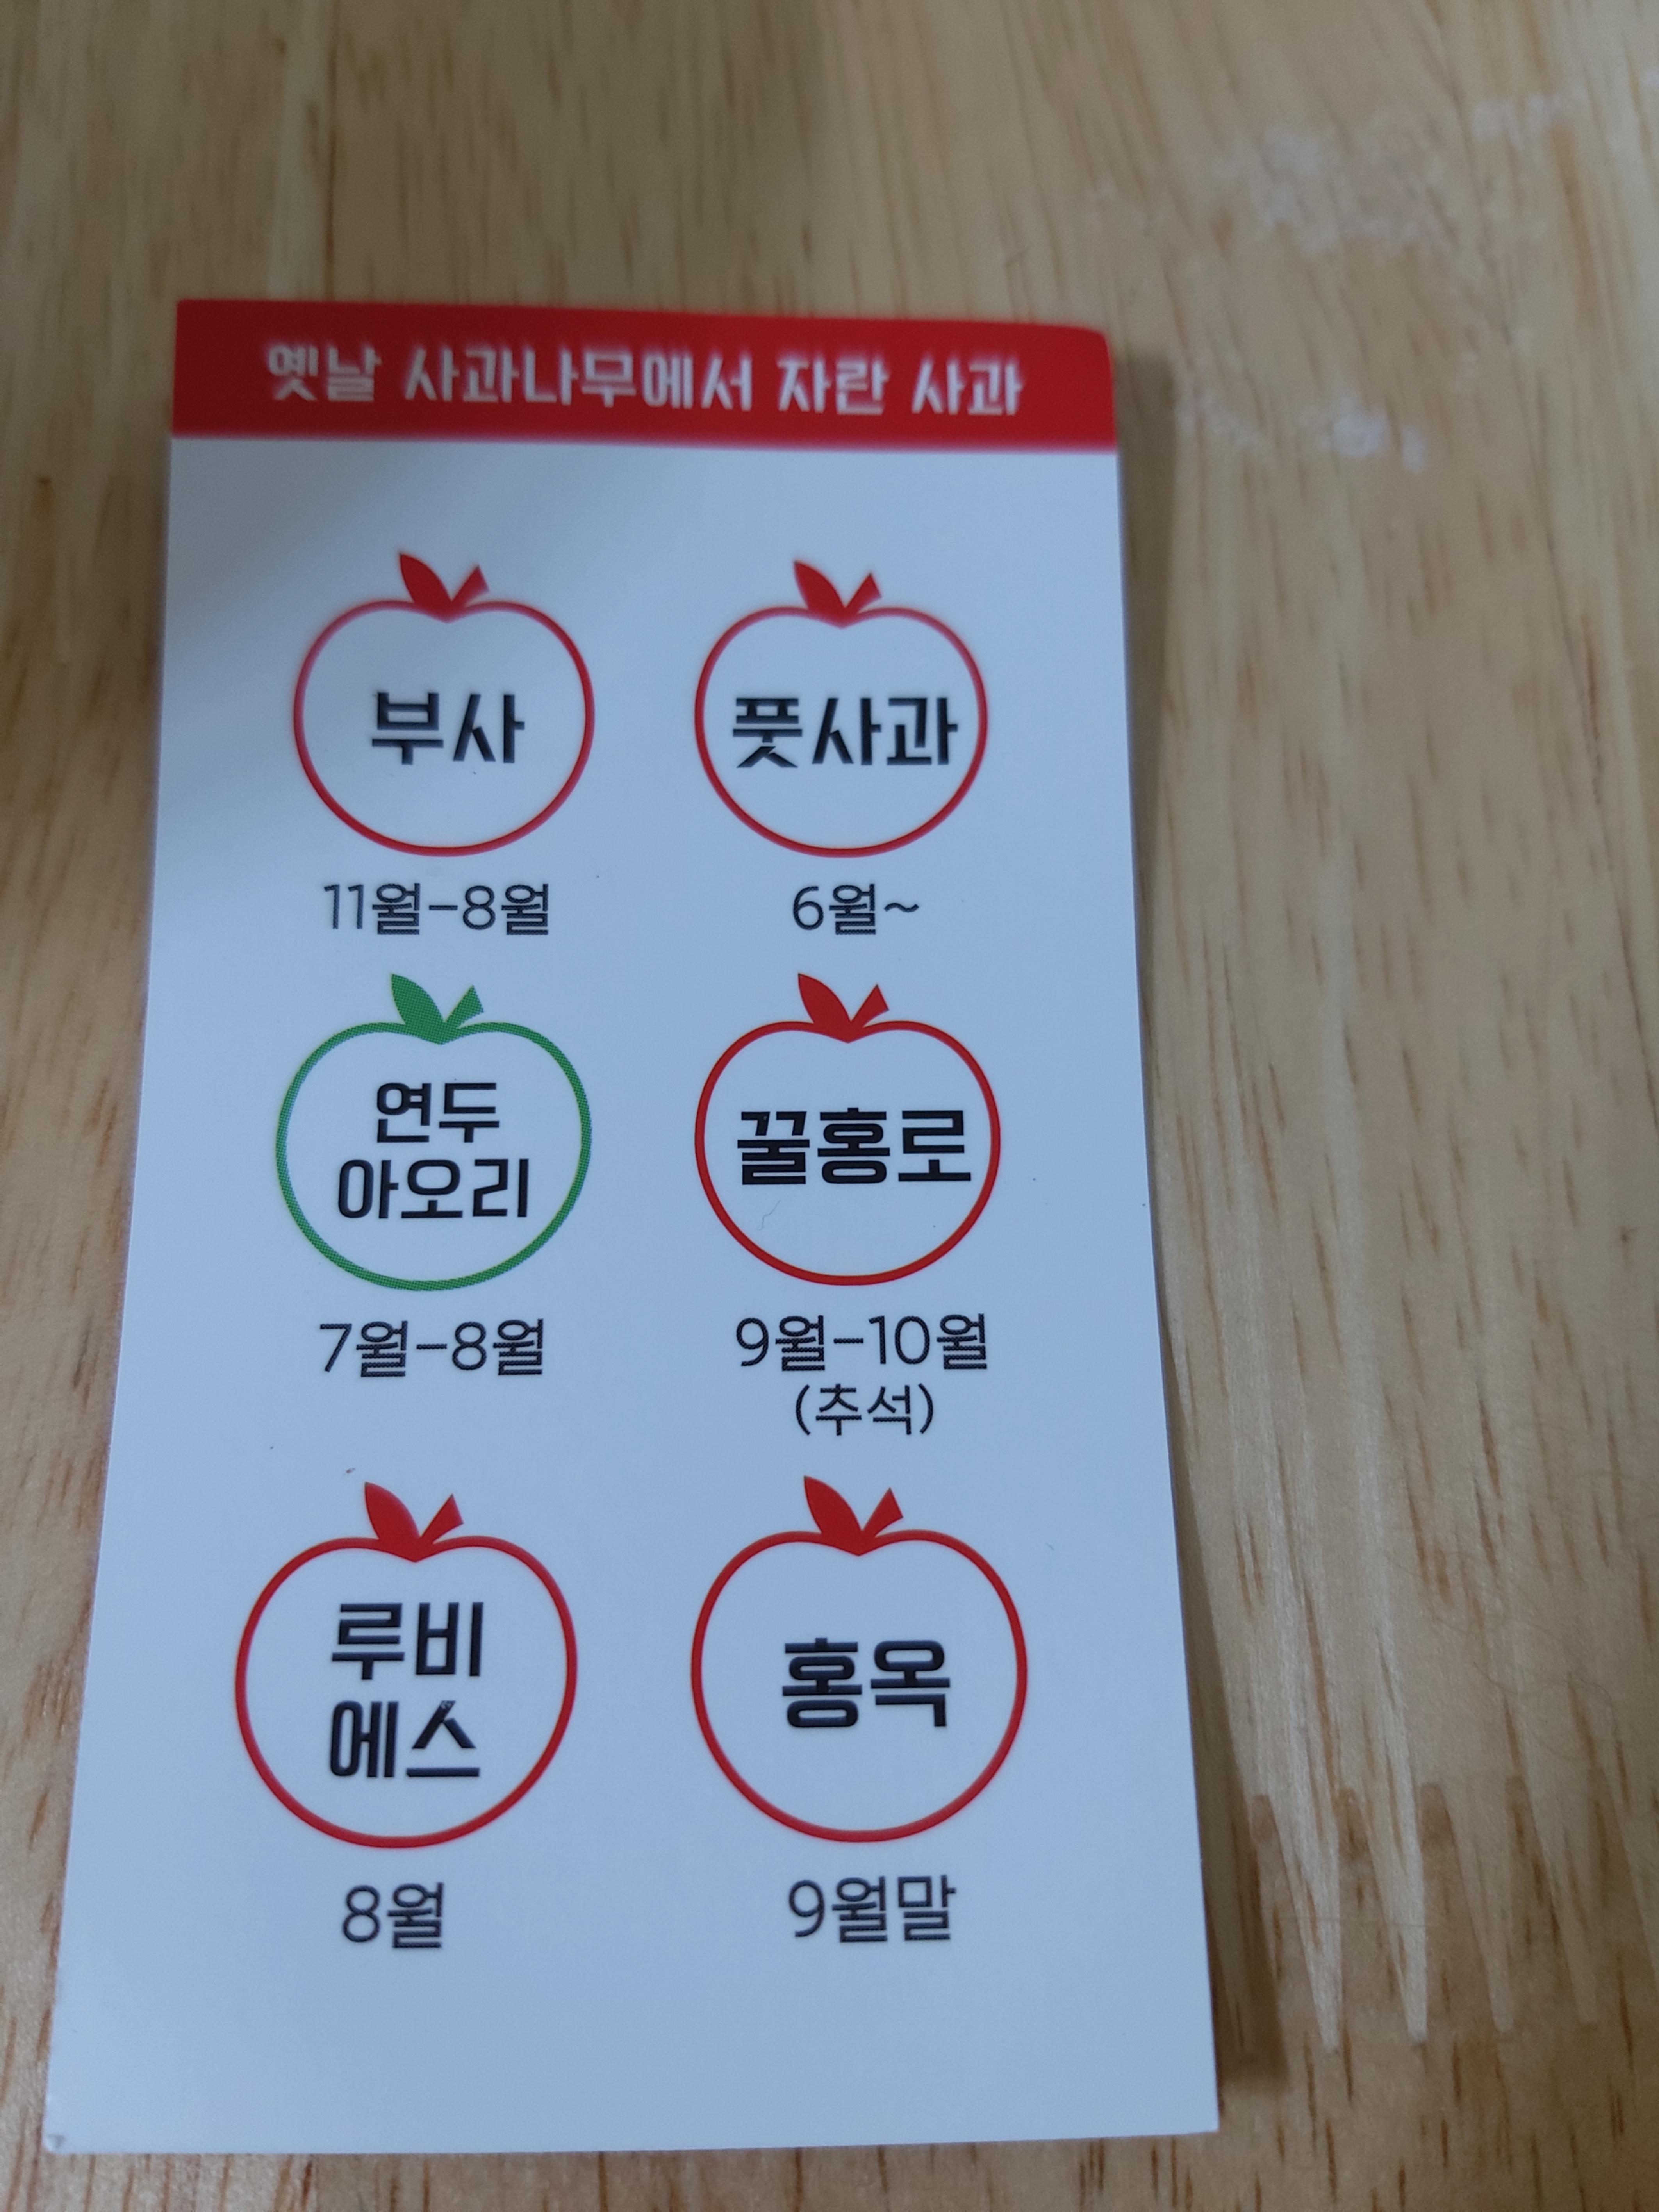 옛날 사과나무에서 자란 사과
부사
11월-8월
풋사과
6월~
연두
아오리
7월-8월
꿀홍로
9월-10월
(추석)
루비
에스
8월
홍옥
9월말